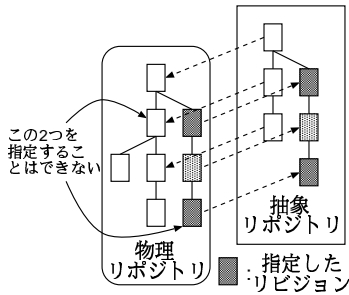 この2つを
指定するこ
とはできない
物理
リポジトリ
抽象
リポジトリ
：指定した
リビジョン